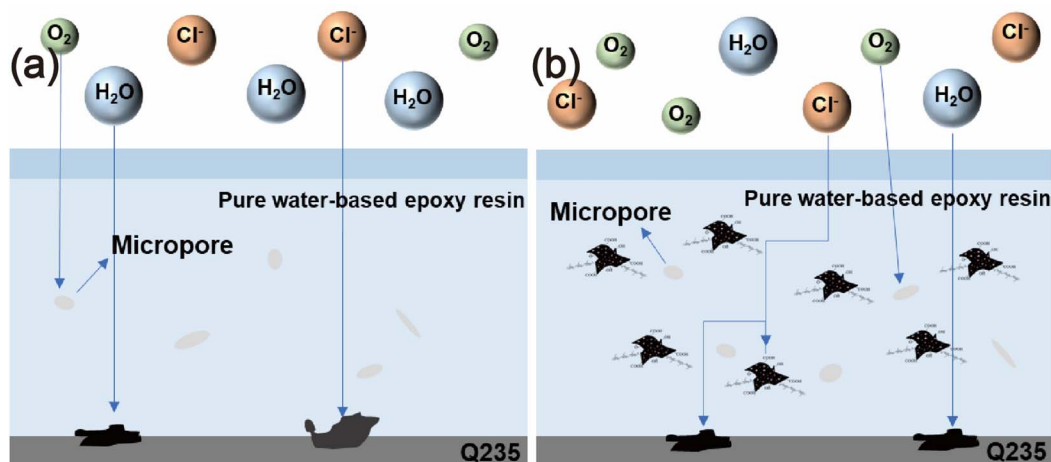 (a)
O2
Cl-
Cl-
O2
H2O
H2O
H2O
Pure water-based epoxy resin
Micropore
Q235
(b)
O2
H2O
O2
Cl-
Cl-
O2
Cl-
H2O
Pure water-based epoxy resin
Micropore
Q235